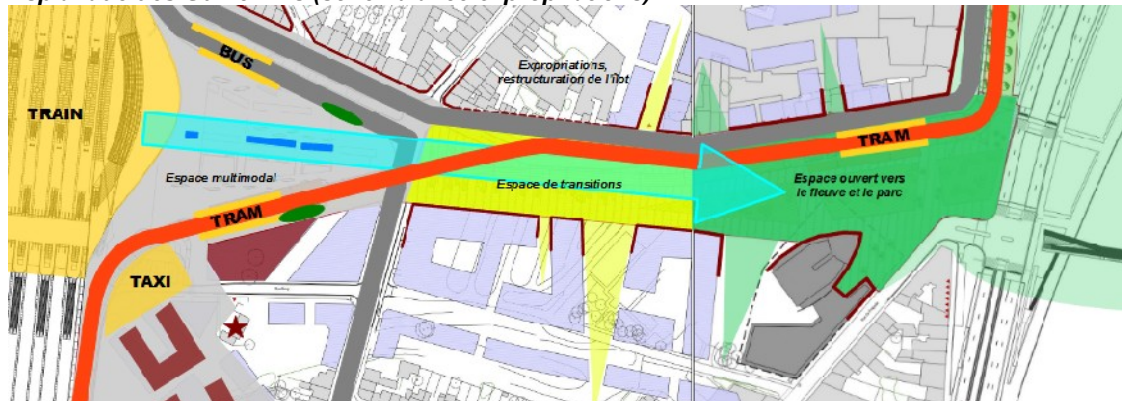 BUS
Expropriations,
restructuration de l'îlot
TRAIN
TRAM
Espace multimodal
Espace de transitions
Espace ouvert vers
le fleuve et le parc
TRAM
TAXI